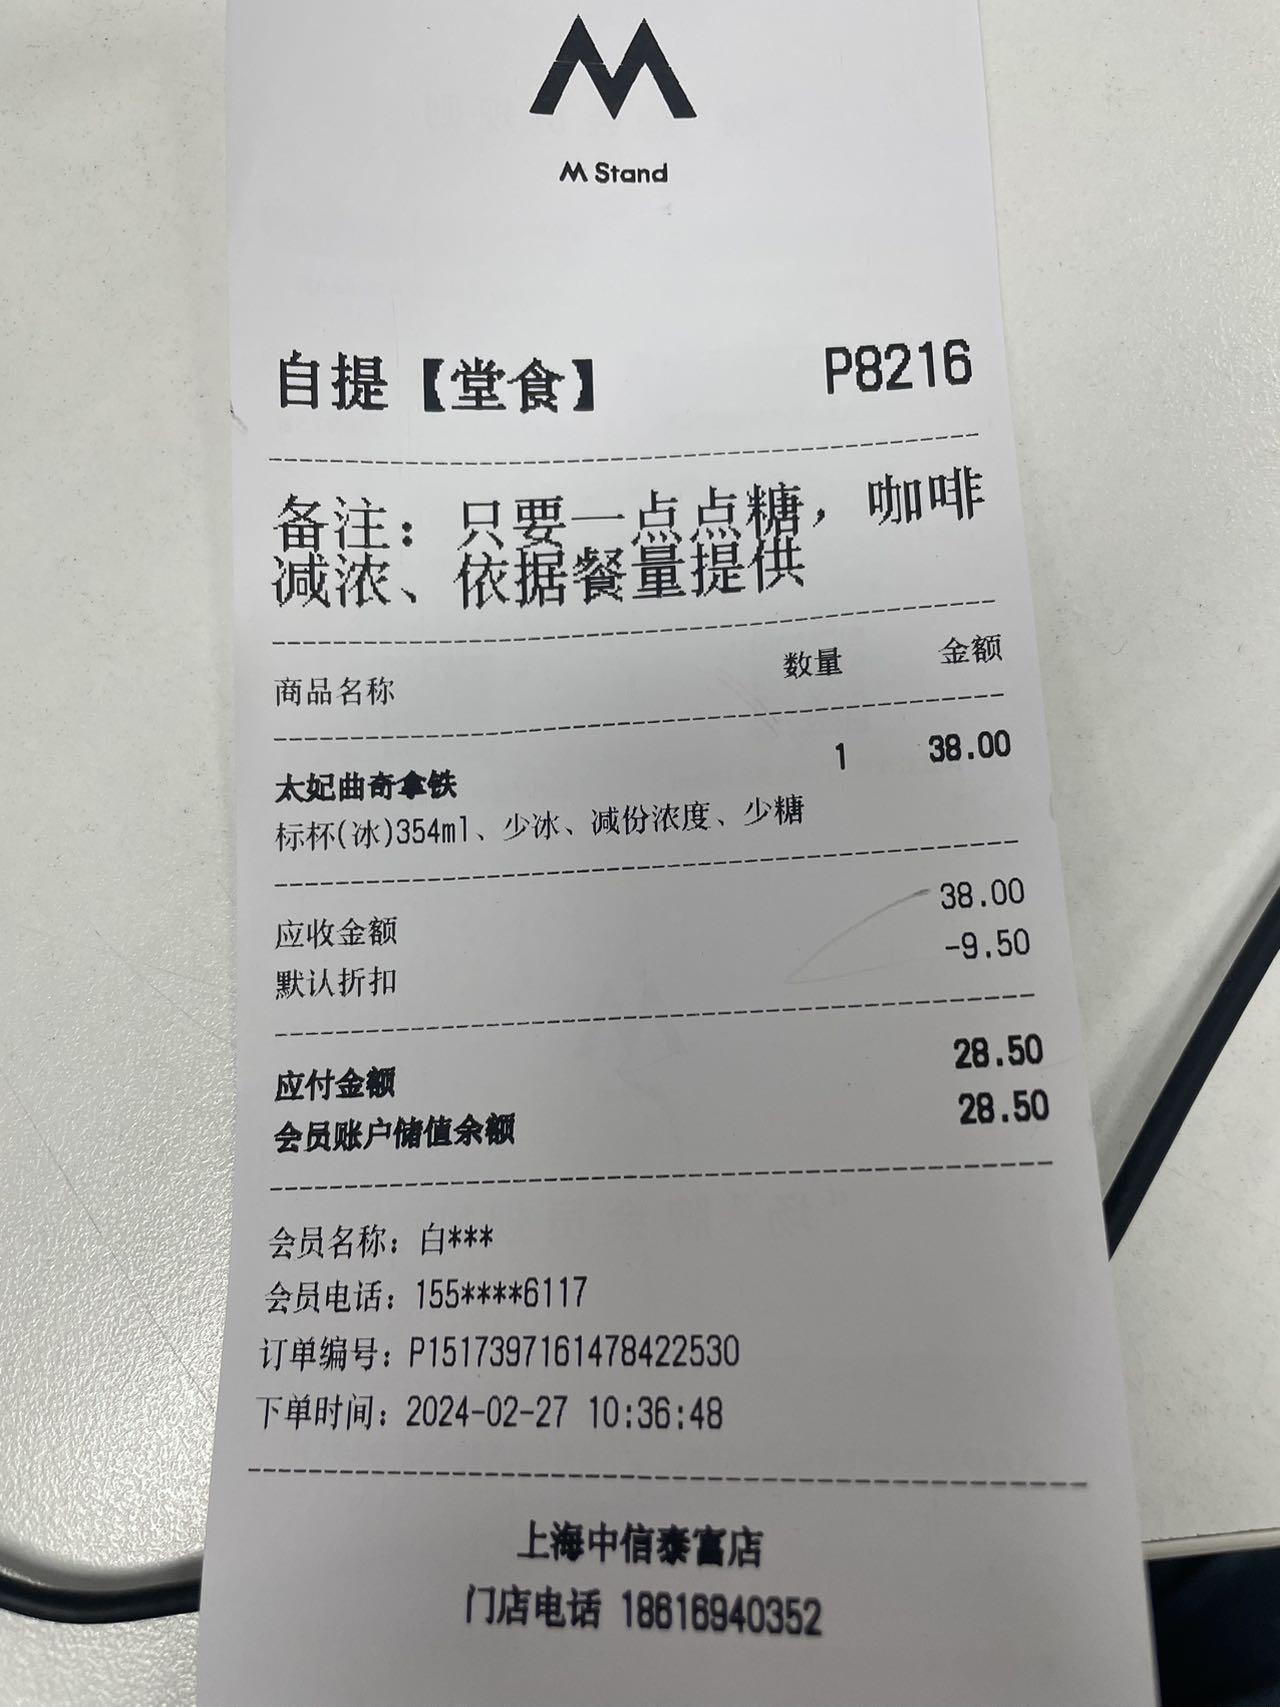 M Stand
自提【堂食】 P8216
备注：只要一点点糖，咖啡
减浓、依据餐量提供
商品名称 数量 金额
太妃曲奇拿铁 1 38.00
标杯(冰)354ml、少冰、减份浓度、少糖
应收金额 38.00
默认折扣 -9.50
应付金额 28.50
会员账户储值余额 28.50
会员名称：白***
会员电话：155****6117
订单编号：P1517397161478422530
下单时间：2024-02-27 10:36:48
上海中信泰富店
门店电话 18616940352